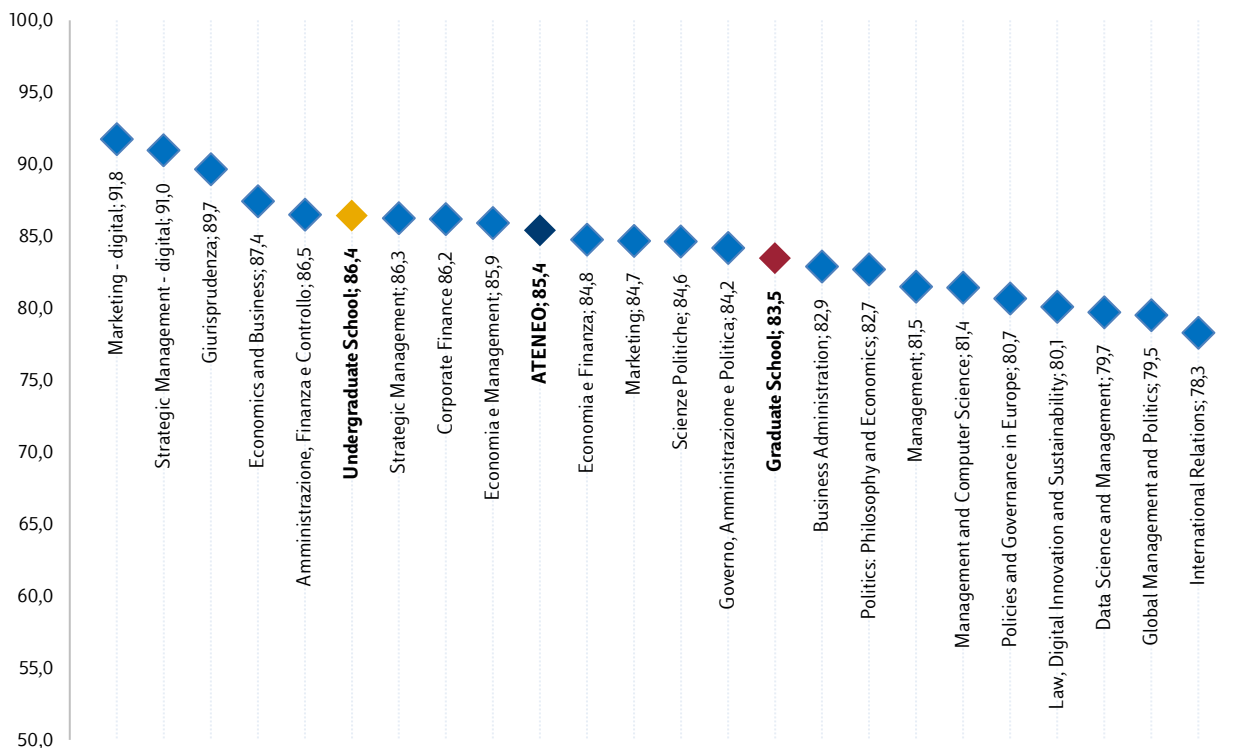 100,0
95,0
90,0
85,0
80,0
75,0
70,0
65,0
60,0
55,0
50,0
Marketing - digital; 91,8
Strategic Management - digital; 91,0
Giurisprudenza; 89,7
Economics and Business; 87,4
Amministrazione, Finanza e Controllo; 86,5
Undergraduate School; 86,4
Strategic Management; 86,3
Corporate Finance 86,2
Economia e Management; 85,9
ATENEO; 85,4
Economia e Finanza; 84,8
Marketing; 84,7
Scienze Politiche; 84,6
Governo, Amministrazione e Politica; 84,2
Graduate School; 83,5
Business Administration; 82,9
Politics: Philosophy and Economics; 82,7
Management; 81,5
Management and Computer Science; 81,4
Policies and Governance in Europe; 80,7
Law, Digital Innovation and Sustainability; 80,1
Data Science and Management; 79,7
Global Management and Politics; 79,5
International Relations; 78,3